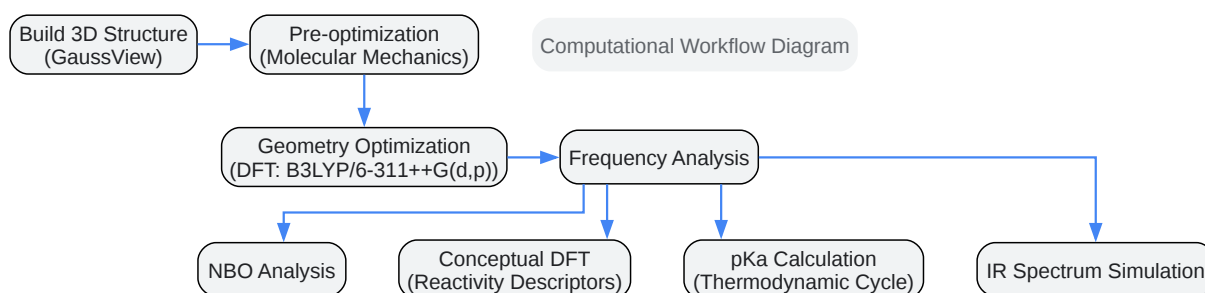 Build 3D Structure
(GaussView)
Pre-optimization
(Molecular Mechanics)
Computational Workflow Diagram
Geometry Optimization
(DFT: B3LYP/6-311++G(d,p))
Frequency Analysis
NBO Analysis
Conceptual DFT
(Reactivity Descriptors)
pKa Calculation
(Thermodynamic Cycle)
IR Spectrum Simulation